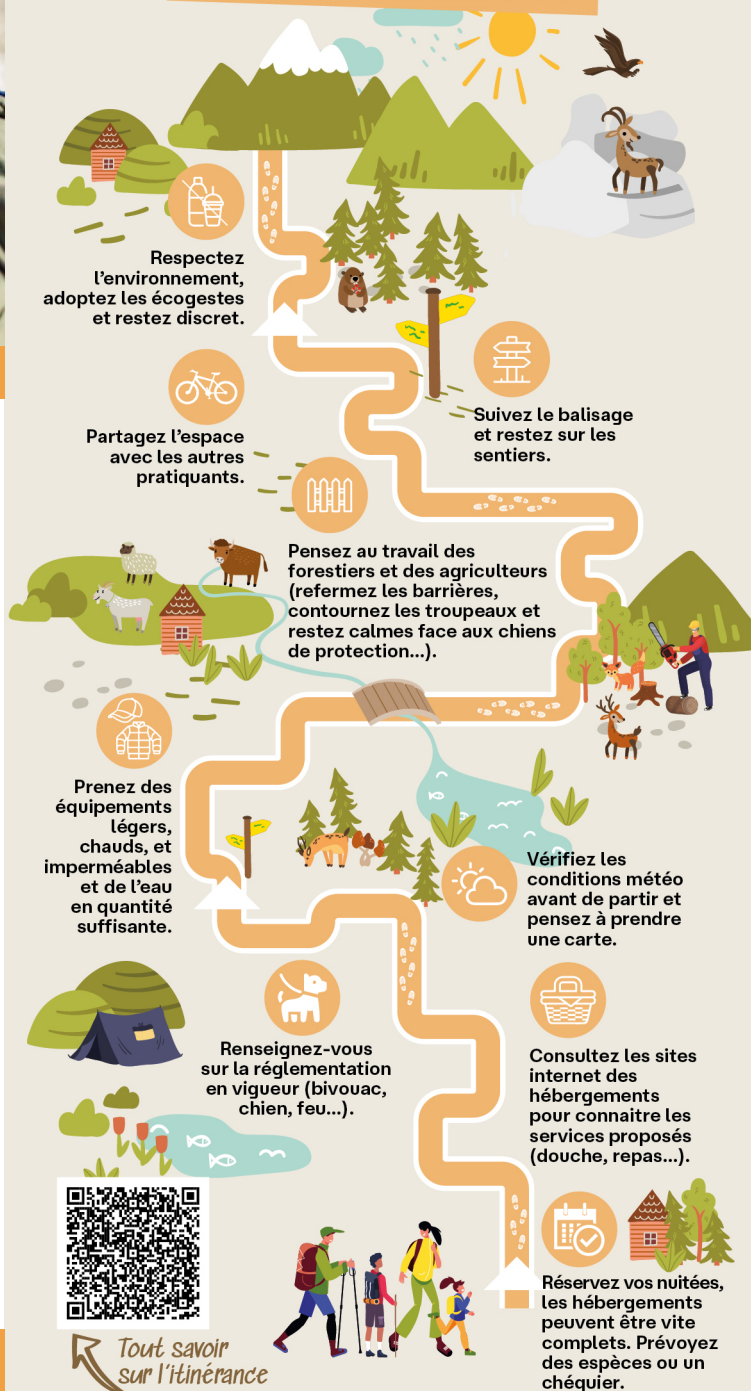 Respectez
l'environnement,
adoptez les écogestes
et restez discret.
Suivez le balisage
et restez sur les
sentiers.
Partagez l'espace
avec les autres
pratiquants.
Pensez au travail des
forestiers et des agriculteurs
(refermez les barrières,
contournez les troupeaux et
restez calmes face aux chiens
de protection...).
Prenez des
équipements
légers,
chauds, et
imperméables
et de l'eau
en quantité
suffisante.
Vérifiez les
conditions météo
avant de partir et
pensez à prendre
une carte.
Renseignez-vous
sur la réglementation
en vigueur (bivouac,
chien, feu...).
Consultez les sites
internet des
hébergements
pour connaitre les
services proposés
(douche, repas...).
Réservez vos nuitées,
les hébergements
peuvent être vite
complets. Prévoyez
des espèces ou un
chéquier.
Tout savoir
sur l'itinérance